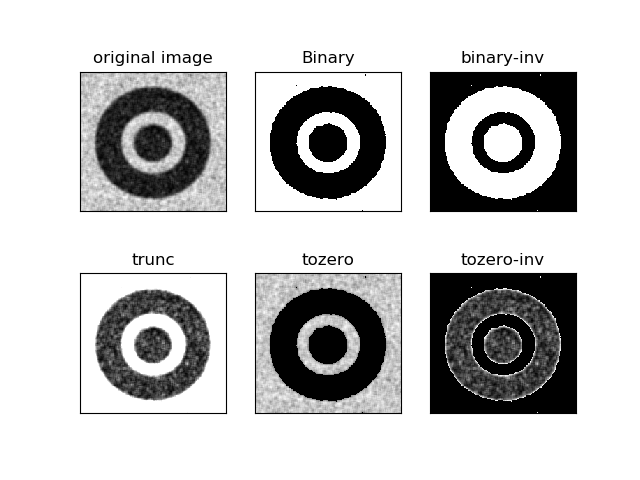 original image
Binary
binary-inv
trunc
tozero
tozero-inv